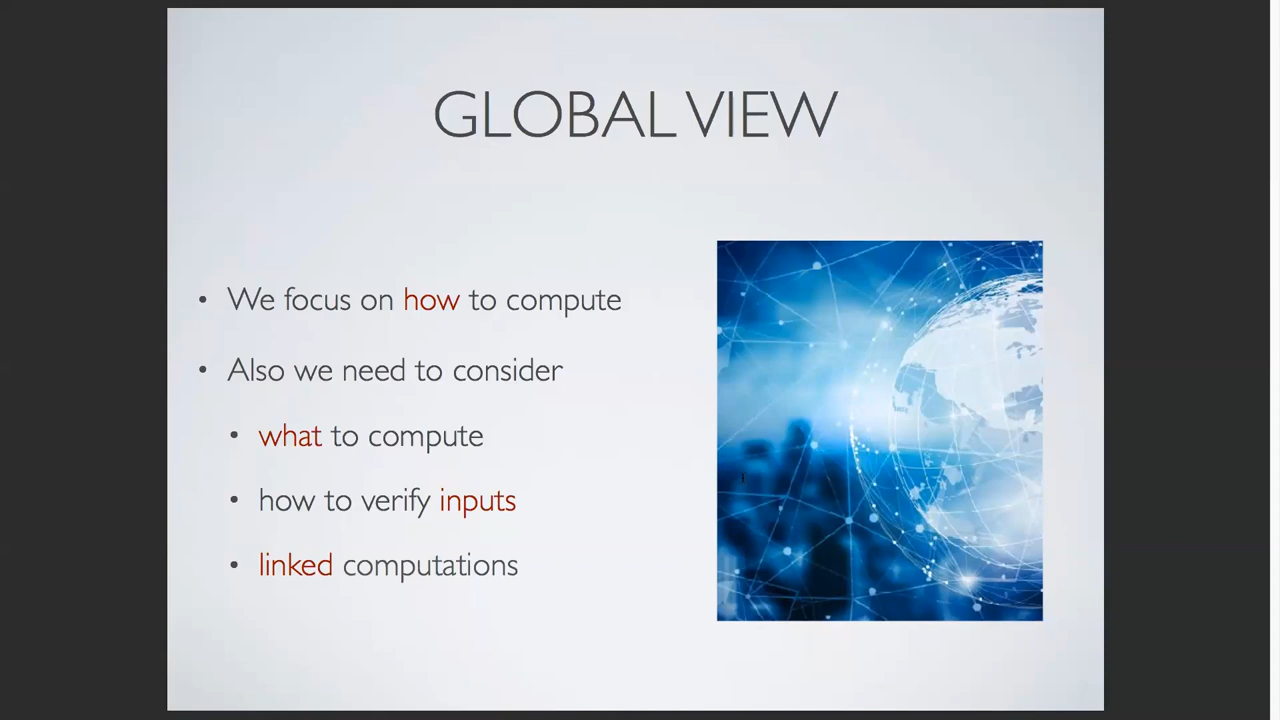 GLOBAL VIEW
• We focus on how to compute
• Also we need to consider
• what to compute
• how to verify inputs
• linked computations